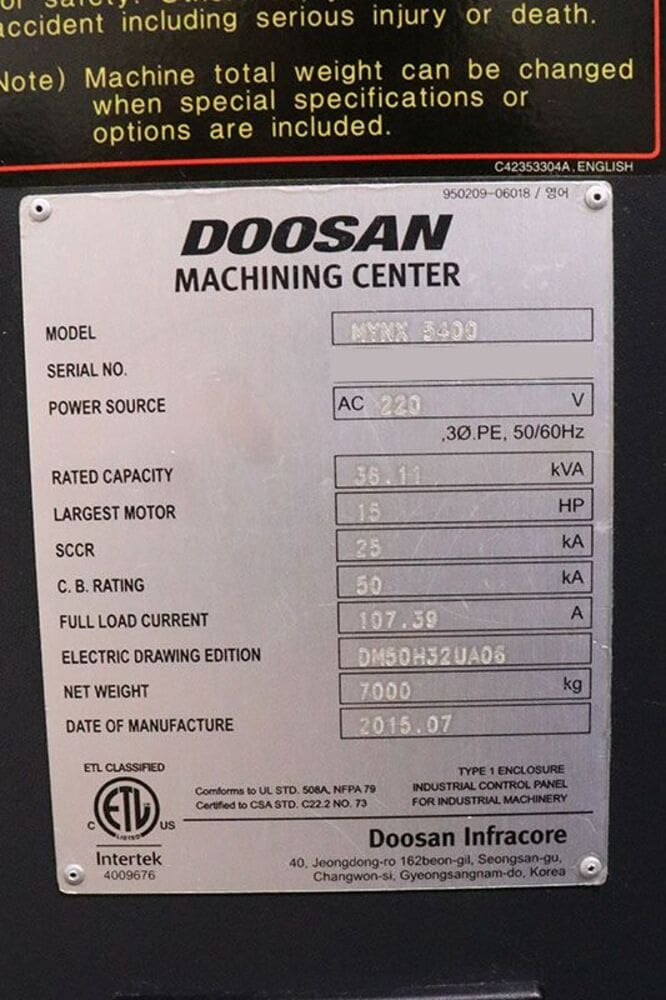 accident including serious injury or death.
Note) Machine total weight can be changed
when special specifications or
options are included.
C42353304A, ENGLISH
950209-06018 / 영어
DOOSAN
MACHINING CENTER
MODEL MYNX 5400
SERIAL NO.
POWER SOURCE AC 220 V
,3Ø.PE, 50/60Hz
RATED CAPACITY 36.11 kVA
LARGEST MOTOR 15 HP
SCCR 25 kA
C. B. RATING 50 kA
FULL LOAD CURRENT 107.39 A
ELECTRIC DRAWING EDITION DM50H32UA06
NET WEIGHT 7000 kg
DATE OF MANUFACTURE 2015.07
ETL CLASSIFIED
ETL
LISTED
C US
Intertek
4009676
Conforms to UL STD. 508A, NFPA 79
Certified to CSA STD. C22.2 NO. 73
TYPE 1 ENCLOSURE
INDUSTRIAL CONTROL PANEL
FOR INDUSTRIAL MACHINERY
Doosan Infracore
40, Jeongdong-ro 162beon-gil, Seongsan-gu,
Changwon-si, Gyeongsangnam-do, Korea